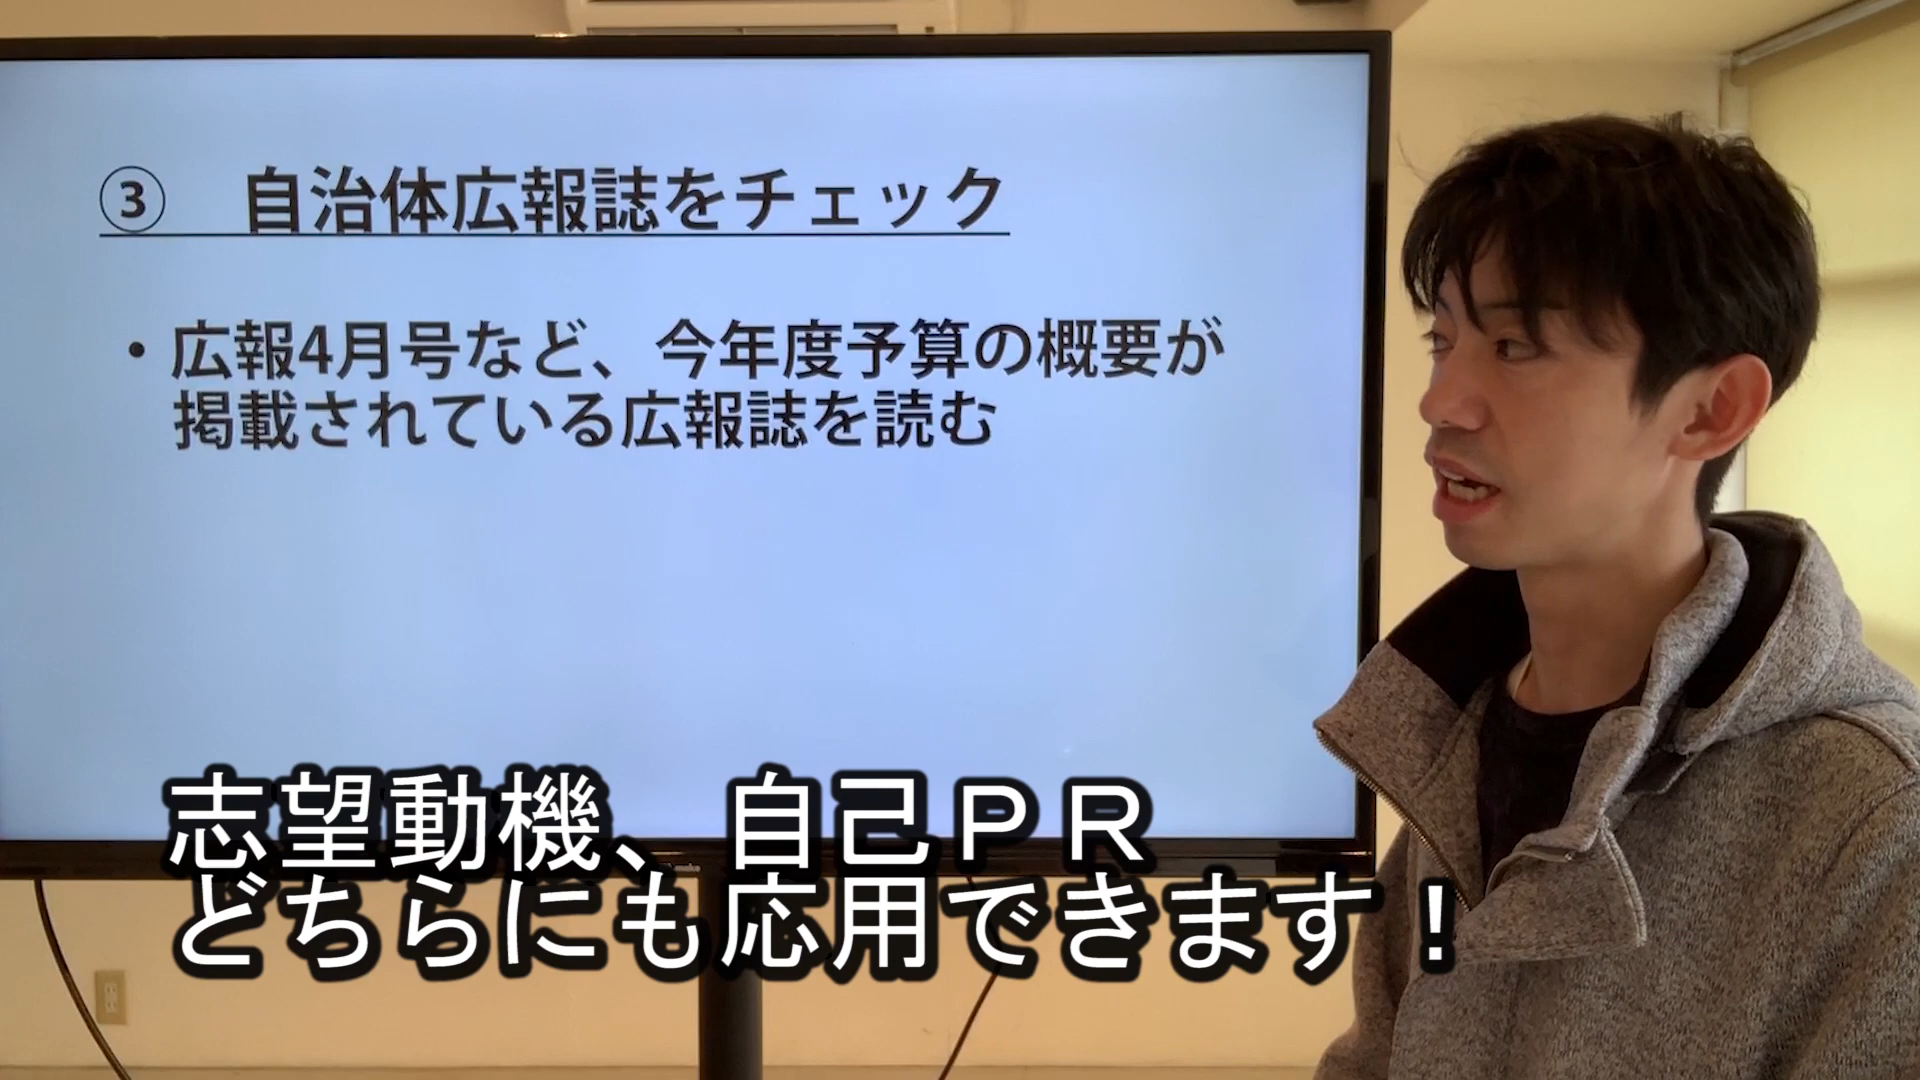 ③　自治体広報誌をチェック
・広報4月号など、今年度予算の概要が
掲載されている広報誌を読む
志望動機、自己ＰＲ
どちらにも応用できます！